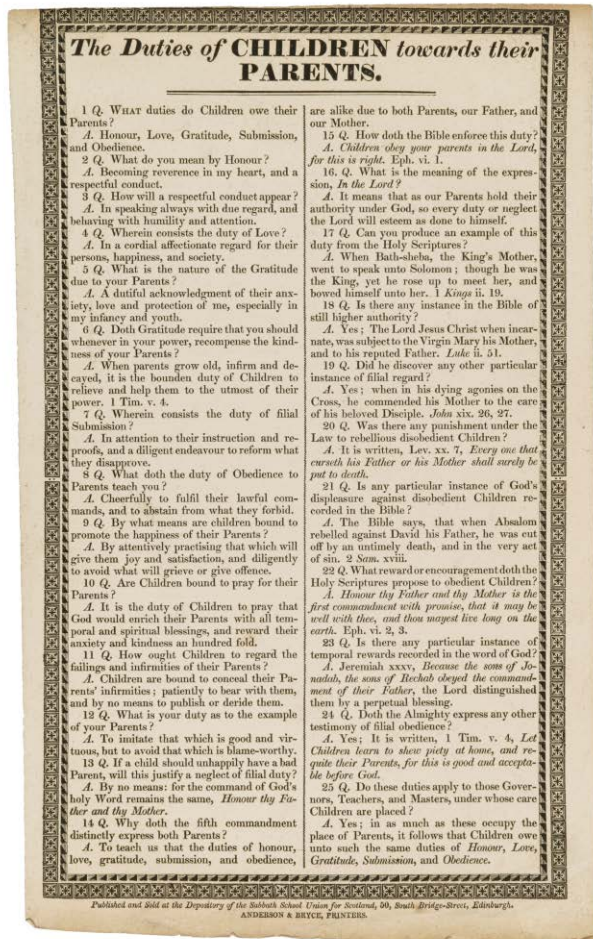 The Duties of CHILDREN towards their
PARENTS.
1 Q. WHAT duties do Children owe their
Parents?
A. Honour, Love, Gratitude, Submission,
and Obedience.
2 Q. What do you mean by Honour?
A. Becoming reverence in my heart, and a
respectful conduct.
3 Q. How will a respectful conduct appear?
A. In speaking always with due regard, and
behaving with humility and attention.
4 Q. Wherein consists the duty of Love?
A. In a cordial affectionate regard for their
persons, happiness, and society.
5 Q. What is the nature of the Gratitude
due to your Parents?
A. A dutiful acknowledgment of their anx-
iety, love and protection of me, especially in
my infancy and youth.
6 Q. Doth Gratitude require that you should
whenever in your power, recompense the kind-
ness of your Parents?
A. When parents grow old, infirm and de-
cayed, it is the bounden duty of Children to
relieve and help them to the utmost of their
power. 1 Tim. v. 4.
7 Q. Wherein consists the duty of filial
Submission?
A. In attention to their instruction and re-
proofs, and a diligent endeavour to reform what
they disapprove.
8 Q. What doth the duty of Obedience to
Parents teach you?
A. Cheerfully to fulfil their lawful com-
mands, and to abstain from what they forbid.
9 Q. By what means are children bound to
promote the happiness of their Parents?
A. By attentively practising that which will
give them joy and satisfaction, and diligently
to avoid what will grieve or give offence.
10 Q. Are Children bound to pray for their
Parents?
A. It is the duty of Children to pray that
God would enrich their Parents with all tem-
poral and spiritual blessings, and reward their
anxiety and kindness an hundred fold.
11 Q. How ought Children to regard the
failings and infirmities of their Parents?
A. Children are bound to conceal their Pa-
rents' infirmities; patiently to bear with them,
and by no means to publish or deride them.
12 Q. What is your duty as to the example
of your Parents?
A. To imitate that which is good and vir-
tuous, but to avoid that which is blame-worthy.
13 Q. If a child should unhappily have a bad
Parent, will this justify a neglect of filial duty?
A. By no means: for the command of God's
holy Word remains the same, Honour thy Fa-
ther and thy Mother.
14 Q. Why doth the fifth commandment
distinctly express both Parents?
A. To teach us that the duties of honour,
love, gratitude, submission, and obedience,
are alike due to both Parents, our Father, and
our Mother.
15 Q. How doth the Bible enforce this duty?
A. Children obey your parents in the Lord,
for this is right. Eph. vi. 1.
16. Q. What is the meaning of the expres-
sion, In the Lord?
A. It means that as our Parents hold their
authority under God, so every duty or neglect
the Lord will esteem as done to himself.
17 Q. Can you produce an example of this
duty from the Holy Scriptures?
A. When Bath-sheba, the King's Mother,
went to speak unto Solomon; though he was
the King, yet he rose up to meet her, and
bowed himself unto her. 1 Kings ii. 19.
18 Q. Is there any instance in the Bible of
still higher authority?
A. Yes; The Lord Jesus Christ when incar-
nate, was subject to the Virgin Mary his Mother,
and to his reputed Father. Luke ii. 51.
19 Q. Did he discover any other particular
instance of filial regard?
A. Yes; when in his dying agonies on the
Cross, he commended his Mother to the care
of his beloved Disciple. John xix. 26, 27.
20 Q. Was there any punishment under the
Law to rebellious disobedient Children?
A. It is written, Lev. xx. 7, Every one that
curseth his Father or his Mother shall surely be
put to death.
21 Q. Is any particular instance of God's
displeasure against disobedient Children re-
corded in the Bible?
A. The Bible says, that when Absalom
rebelled against David his Father, he was cut
off by an untimely death, and in the very act
of sin. 2 Sam. xviii.
22 Q. What reward or encouragement doth the
Holy Scriptures propose to obedient Children?
A. Honour thy Father and thy Mother is the
first commandment with promise, that it may be
well with thee, and thou mayest live long on the
earth. Eph. vi. 2, 3.
23 Q. Is there any particular instance of
temporal rewards recorded in the word of God?
A. Jeremiah xxxv, Because the sons of Jo-
nadah, the sons of Rechab obeyed the command-
ment of their Father, the Lord distinguished
them by a perpetual blessing.
24 Q. Doth the Almighty express any other
testimony of filial obedience?
A. Yes; It is written, 1 Tim. v. 4, Let
Children learn to shew piety at home, and re-
quite their Parents, for this is good and accepta-
ble before God.
25 Q. Do these duties apply to those Gover-
nors, Teachers, and Masters, under whose care
Children are placed?
A. Yes; in as much as these occupy the
place of Parents, it follows that Children owe
unto such the same duties of Honour, Love,
Gratitude, Submission, and Obedience.
Published and Sold at the Depository of the Sabbath School Union for Scotland, 50, South Bridge-Street, Edinburgh.
ANDERSON & BRYCE, PRINTERS.